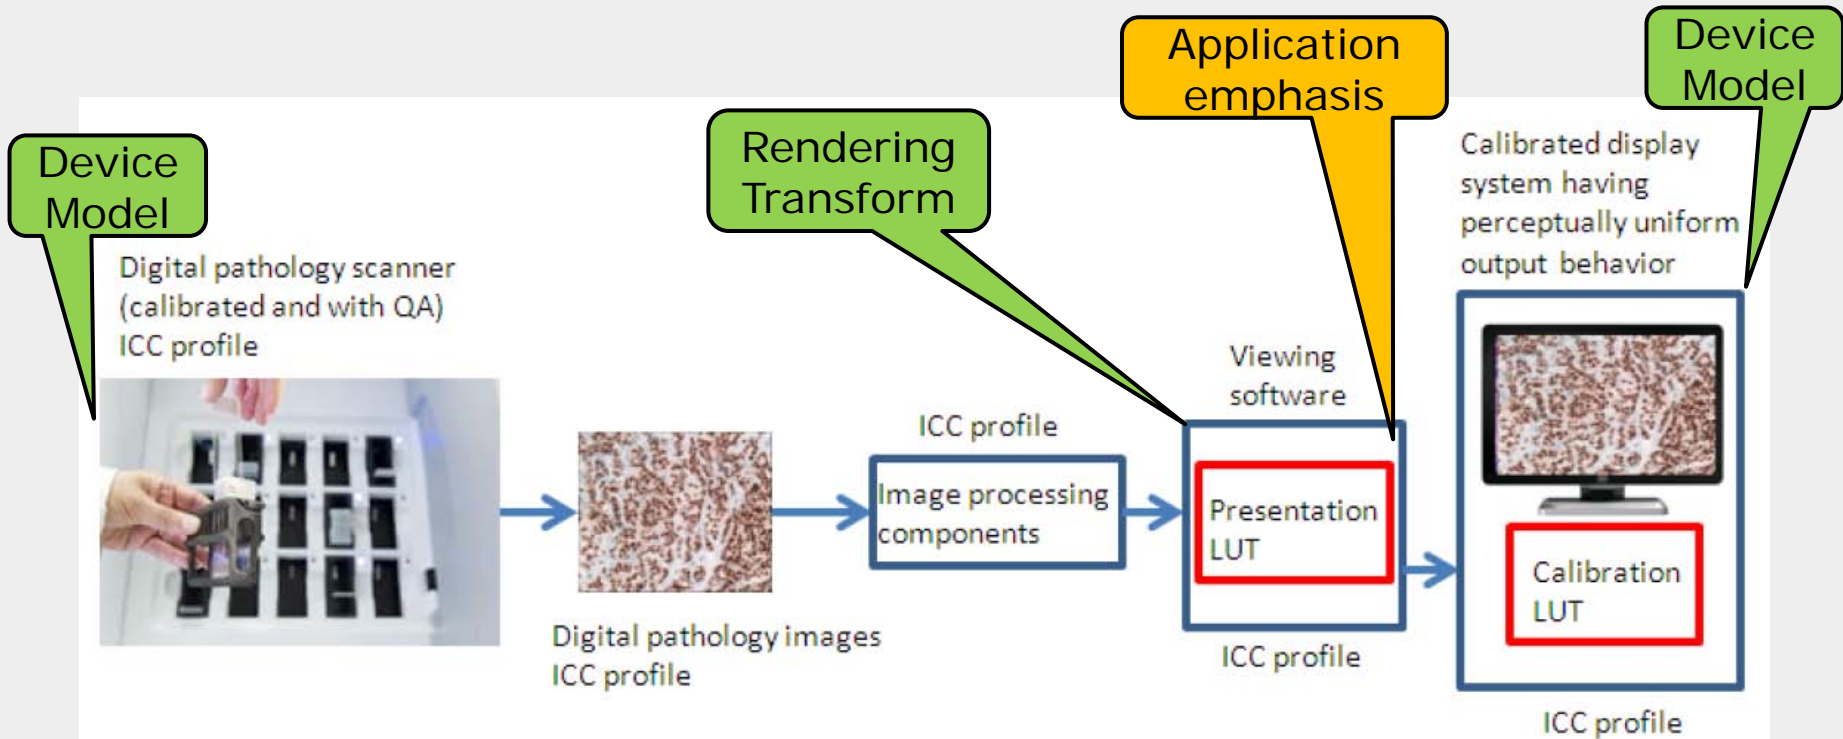 Device
Model
Digital pathology scanner
(calibrated and with QA)
ICC profile
Digital pathology images
ICC profile
ICC profile
Image processing
components
Rendering
Transform
Application
emphasis
Viewing
software
Presentation
LUT
ICC profile
Device
Model
Calibrated display
system having
perceptually uniform
output behavior
Calibration
LUT
ICC profile